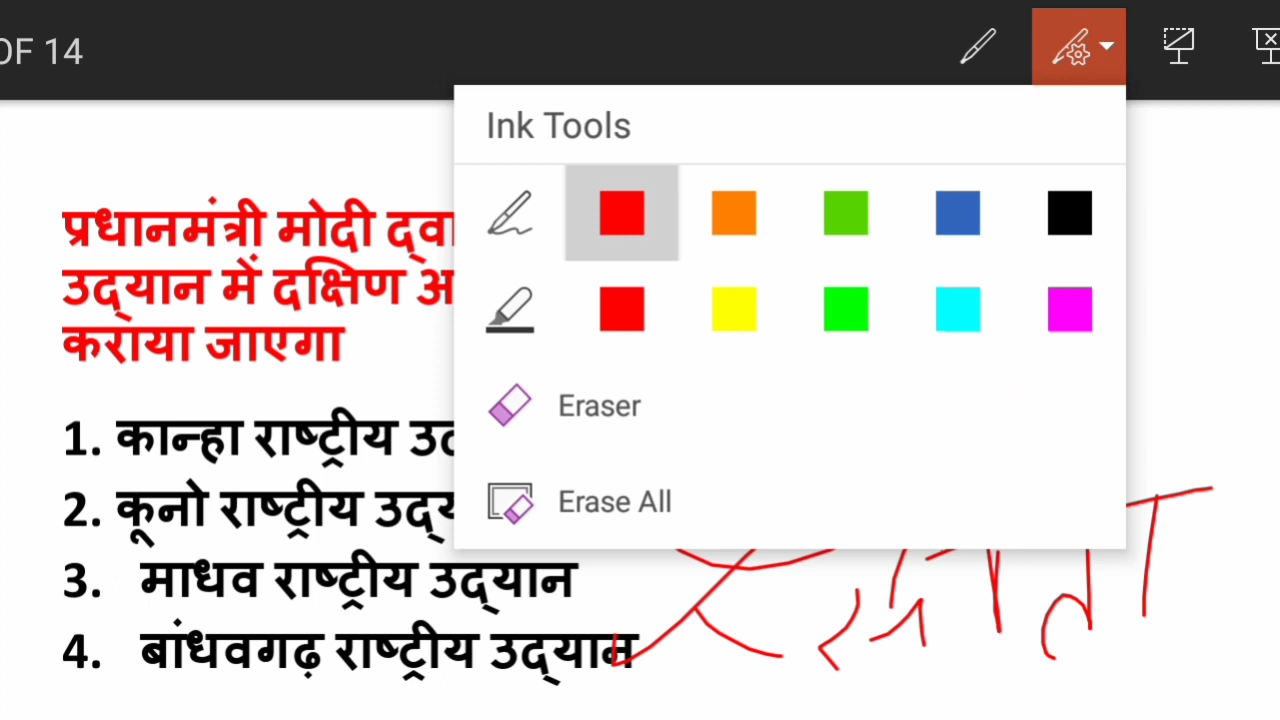 OF 14
Ink Tools
प्रधानमंत्री मोदी
उद्यान में दक्षिण
कराया जाएगा
Eraser
1. कान्हा राष्ट्रीय
2. कूनो राष्ट्रीय
Erase All
3. माधव राष्ट्रीय उद्यान
4. बांधवगढ़ राष्ट्रीय उद्यान